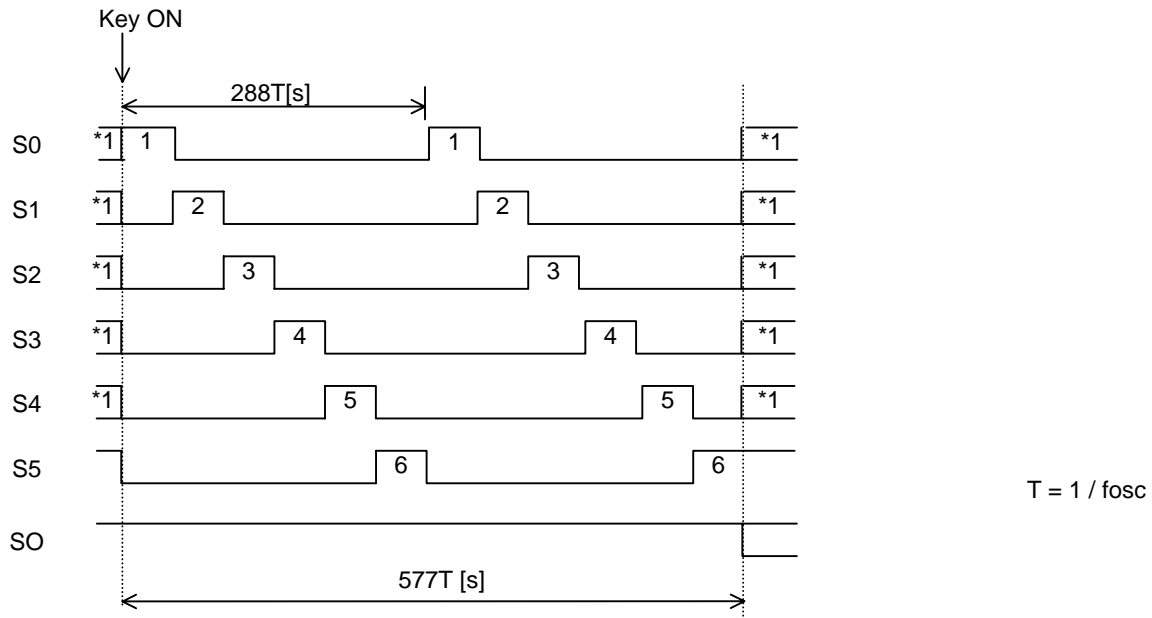 Key ON
288T[s]
S0 *1 1 1 *1
S1 *1 2 2 *1
S2 *1 3 3 *1
S3 *1 4 4 *1
S4 *1 5 5 *1
S5 6 6
T = 1 / fosc
SO
577T [s]